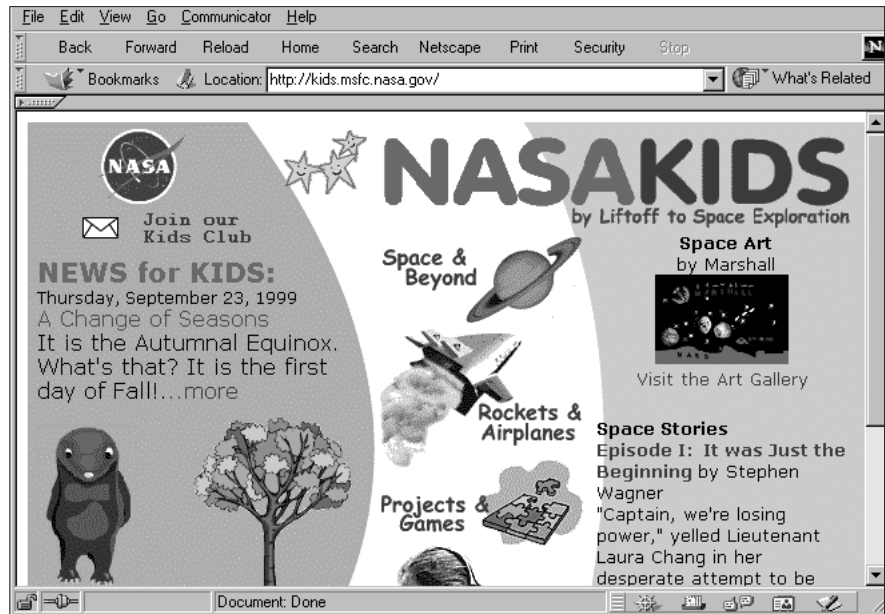 File Edit View Go Communicator Help
Back Forward Reload Home Search Netscape Print Security Stop
N
Bookmarks Location: http://kids.msfc.nasa.gov/ What's Related
NASA
NASAKIDS
by Liftoff to Space Exploration
Join our
Kids Club
NEWS for KIDS:
Thursday, September 23, 1999
A Change of Seasons
It is the Autumnal Equinox.
What's that? It is the first
day of Fall!...more
Space &
Beyond
Rockets &
Airplanes
Projects &
Games
Space Art
by Marshall
Visit the Art Gallery
Space Stories
Episode I: It was Just the
Beginning by Stephen
Wagner
"Captain, we're losing
power," yelled Lieutenant
Laura Chang in her
desperate attempt to be
Document: Done